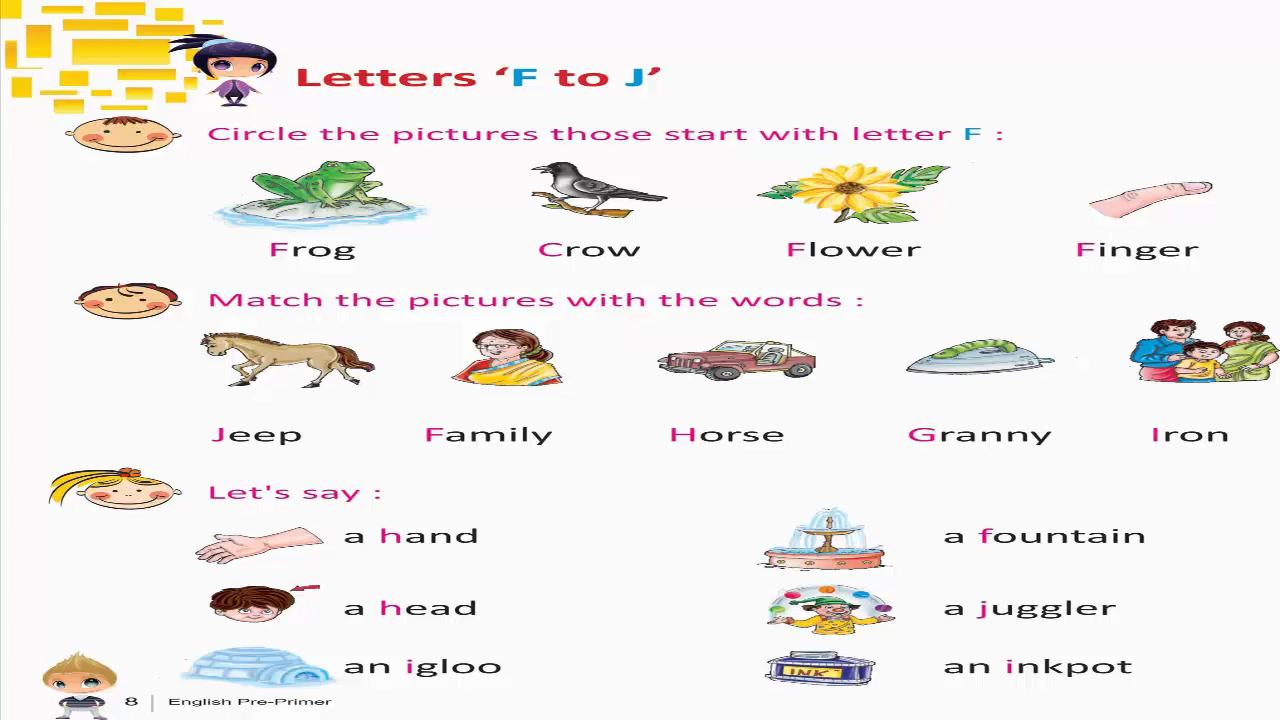 Letters ‘F to J’
Circle the pictures those start with letter F :
Frog Crow Flower Finger
Match the pictures with the words :
Jeep Family Horse Granny Iron
Let's say :
a hand a fountain
a head a juggler
an igloo INK an inkpot
8 | English Pre-Primer